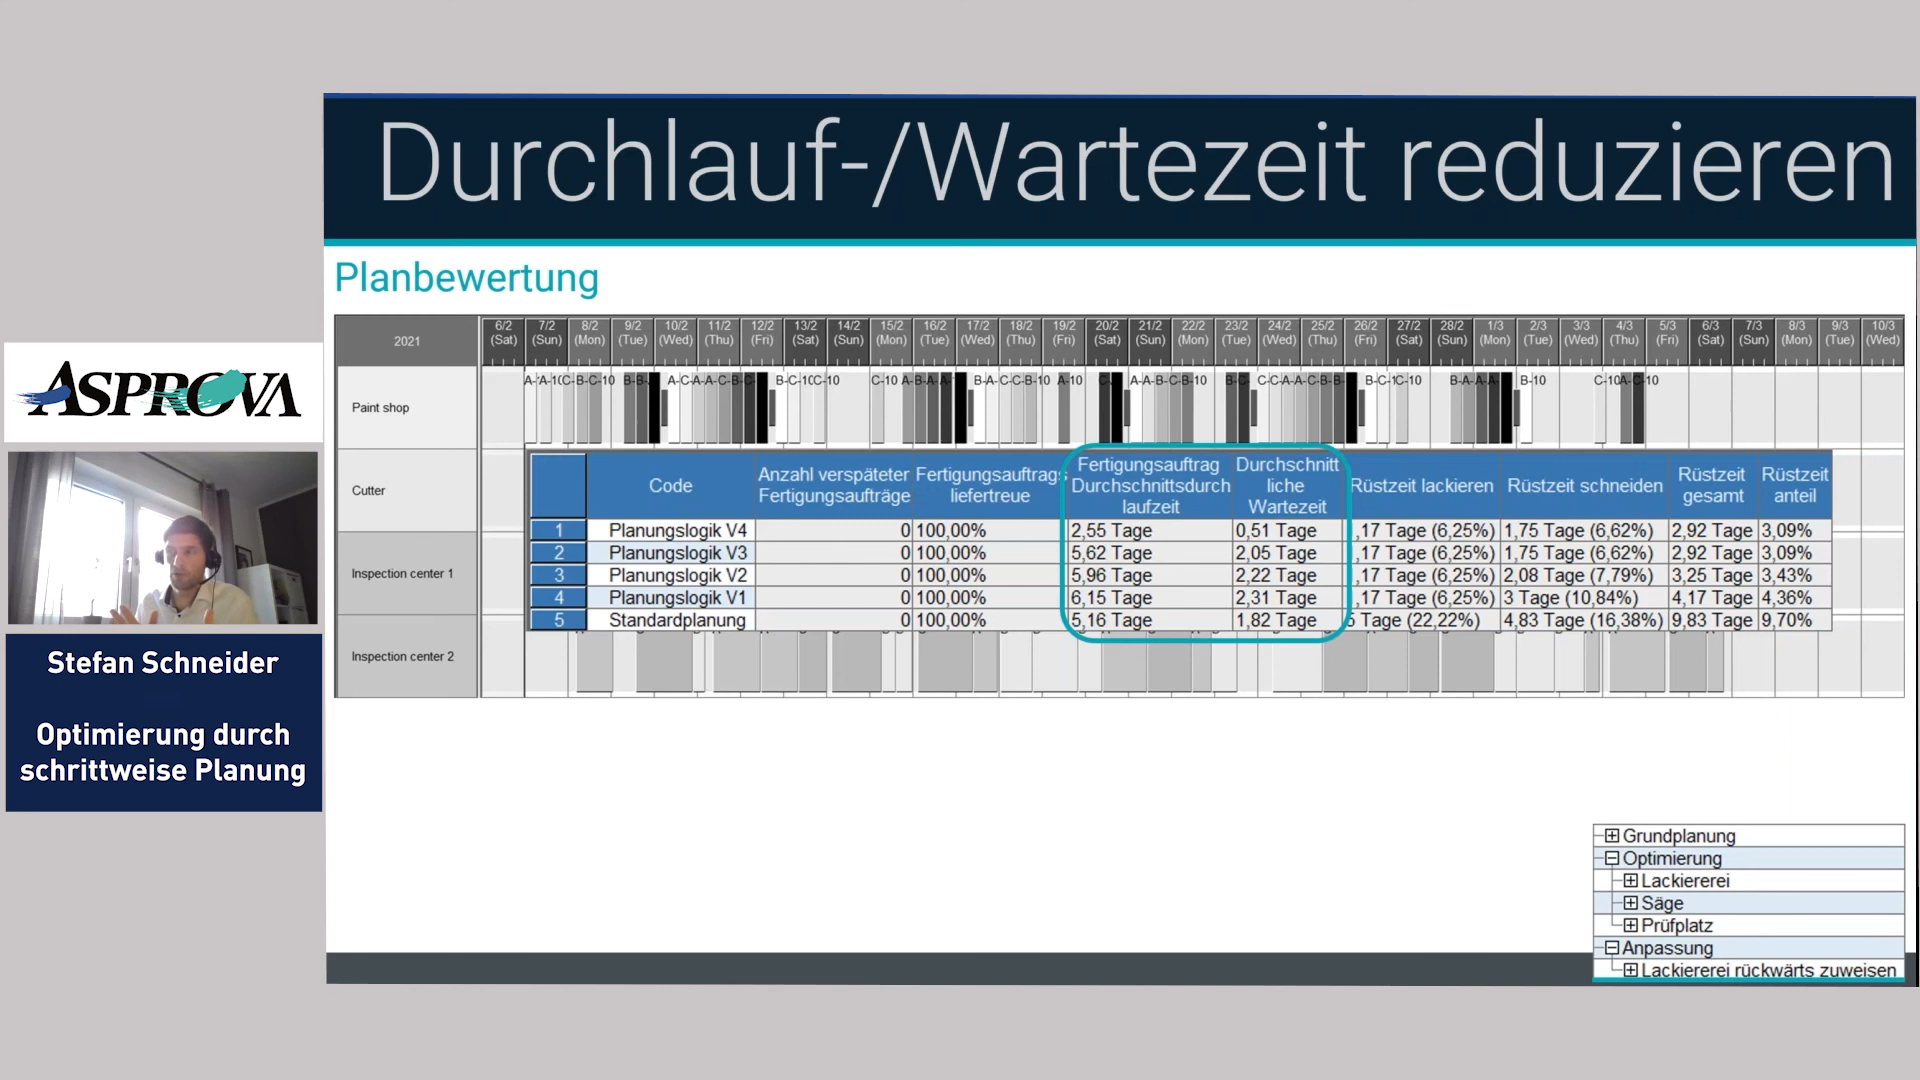 Durchlauf-/Wartezeit reduzieren
Planbewertung
2021
6/2 7/2 8/2 9/2 10/2 11/2 12/2 13/2 14/2 15/2 16/2 17/2 18/2 19/2 20/2 21/2 22/2 23/2 24/2 25/2 26/2 27/2 28/2 1/3 2/3 3/3 4/3 5/3 6/3 7/3 8/3 9/3 10/3
(Sat) (Sun) (Mon) (Tue) (Wed) (Thu) (Fri) (Sat) (Sun) (Mon) (Tue) (Wed) (Thu) (Fri) (Sat) (Sun) (Mon) (Tue) (Wed) (Thu) (Fri) (Sat) (Sun) (Mon) (Tue) (Wed) (Thu) (Fri) (Sat) (Sun) (Mon) (Tue) (Wed)
Paint shop
Cutter
Inspection center 1
Inspection center 2
Code
Anzahl verspäteter
Fertigungsaufträge
Fertigungsauftrags
liefertreue
Fertigungsauftrag
Durchschnittsdurch
laufzeit
Durchschnitt
liche
Wartezeit
Rüstzeit lackieren
Rüstzeit schneiden
Rüstzeit
gesamt
Rüstzeit
anteil
1 Planungslogik V4 0 100,00% 2,55 Tage 0,51 Tage ,17 Tage (6,25%) 1,75 Tage (6,62%) 2,92 Tage 3,09%
2 Planungslogik V3 0 100,00% 5,62 Tage 2,05 Tage ,17 Tage (6,25%) 1,75 Tage (6,62%) 2,92 Tage 3,09%
3 Planungslogik V2 0 100,00% 5,96 Tage 2,22 Tage ,17 Tage (6,25%) 2,08 Tage (7,79%) 3,25 Tage 3,43%
4 Planungslogik V1 0 100,00% 6,15 Tage 2,31 Tage ,17 Tage (6,25%) 3 Tage (10,84%) 4,17 Tage 4,36%
5 Standardplanung 0 100,00% 5,16 Tage 1,82 Tage Tage (22,22%) 4,83 Tage (16,38%) 9,83 Tage 9,70%
Grundplanung
Optimierung
Lackiererei
Säge
Prüfplatz
Anpassung
Lackiererei rückwärts zuweisen
ASPROVA
Stefan Schneider
Optimierung durch
schrittweise Planung